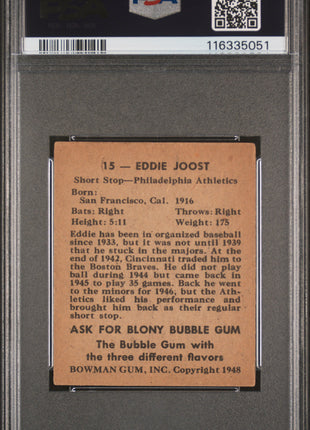 PSA
116335051
15 — EDDIE JOOST
Short Stop—Philadelphia Athletics
Born:
San Francisco, Cal. 1916
Bats: Right Throws: Right
Height: 5:11 Weight: 175
Eddie has been in organized baseball
since 1933, but it was not until 1939
that he stuck in the majors. At the
end of 1942, Cincinnati traded him to
the Boston Braves. He did not play
ball during 1944 but came back in
1945 to play 35 games. Back he went
to the minors for 1946, but the Ath-
letics liked his performance and
brought him back as their regular
short stop.
ASK FOR BLONY BUBBLE GUM
The Bubble Gum with
the three different flavors
BOWMAN GUM, INC. Copyright 1948